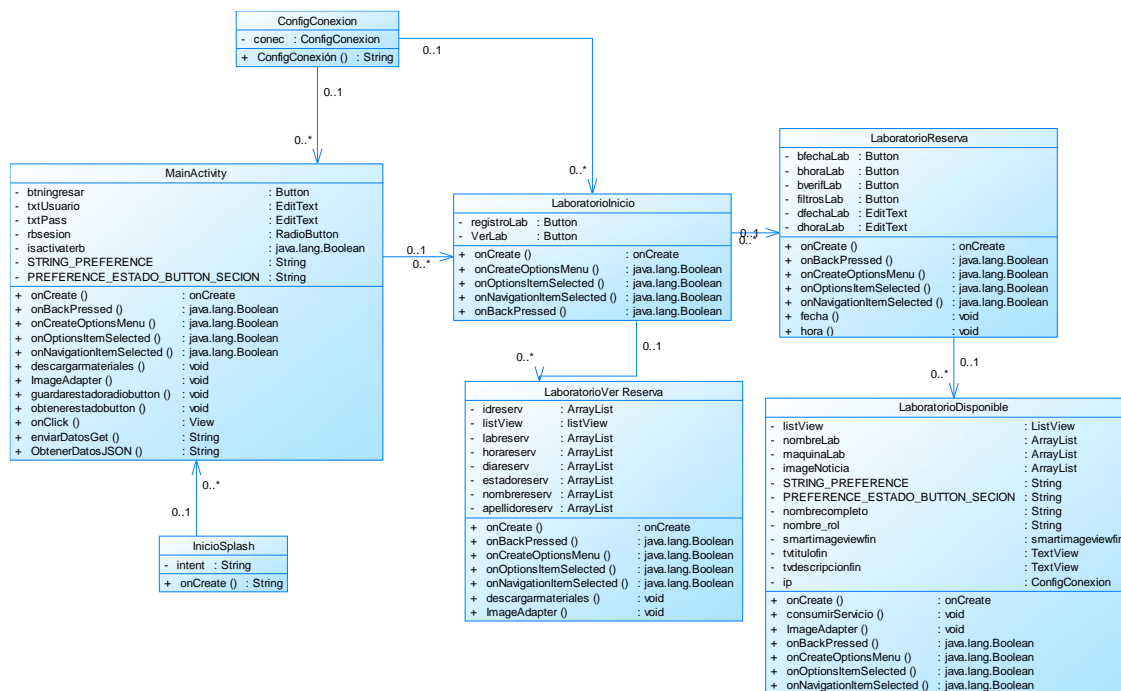 ConfigConexion
- conec : ConfigConexion
+ ConfigConexión () : String
0..1
0..1
0..*
0..*
MainActivity
- btningresar : Button
- txtUsuario : EditText
- txtPass : EditText
- rbsesion : RadioButton
- isactivaterb : java.lang.Boolean
- STRING_PREFERENCE : String
- PREFERENCE_ESTADO_BUTTON_SECION : String
+ onCreate () : onCreate
+ onBackPressed () : java.lang.Boolean
+ onCreateOptionsMenu () : java.lang.Boolean
+ onOptionsItemSelected () : java.lang.Boolean
+ onNavigationItemSelected () : java.lang.Boolean
+ descargarmateriales () : void
+ ImageAdapter () : void
+ guardarestadoradiobutton () : void
+ obtenerestadobutton () : void
+ onClick () : View
+ enviarDatosGet () : String
+ ObtenerDatosJSON () : String
0..1
0..*
LaboratorioInicio
- registroLab : Button
- VerLab : Button
+ onCreate () : onCreate
+ onCreateOptionsMenu () : java.lang.Boolean
+ onOptionsItemSelected () : java.lang.Boolean
+ onNavigationItemSelected () : java.lang.Boolean
+ onBackPressed () : java.lang.Boolean
0..1
0..*
LaboratorioReserva
- bfechaLab : Button
- bhoraLab : Button
- bverifLab : Button
- filtrosLab : Button
- dfechaLab : EditText
- dhoraLab : EditText
+ onCreate () : onCreate
+ onBackPressed () : java.lang.Boolean
+ onCreateOptionsMenu () : java.lang.Boolean
+ onOptionsItemSelected () : java.lang.Boolean
+ onNavigationItemSelected () : java.lang.Boolean
+ fecha () : void
+ hora () : void
0..1
0..*
0..1
0..*
LaboratorioVer Reserva
- idreserv : ArrayList
- listView : listView
- labreserv : ArrayList
- horareserv : ArrayList
- diareserv : ArrayList
- estadoreserv : ArrayList
- nombrereserv : ArrayList
- apellidoreserv : ArrayList
+ onCreate () : onCreate
+ onBackPressed () : java.lang.Boolean
+ onCreateOptionsMenu () : java.lang.Boolean
+ onOptionsItemSelected () : java.lang.Boolean
+ onNavigationItemSelected () : java.lang.Boolean
+ descargarmateriales () : void
+ ImageAdapter () : void
LaboratorioDisponible
- listView : ListView
- nombreLab : ArrayList
- maquinaLab : ArrayList
- imageNoticia : ArrayList
- STRING_PREFERENCE : String
- PREFERENCE_ESTADO_BUTTON_SECION : String
- nombrecompleto : String
- nombre_rol : String
- smartimageviewfin : smartimageviewfin
- tvtitulofin : TextView
- tvdescripcionfin : TextView
- ip : ConfigConexion
+ onCreate () : onCreate
+ consumirServicio () : void
+ ImageAdapter () : void
+ onBackPressed () : java.lang.Boolean
+ onCreateOptionsMenu () : java.lang.Boolean
+ onOptionsItemSelected () : java.lang.Boolean
+ onNavigationItemSelected () : java.lang.Boolean
0..*
0..1
InicioSplash
- intent : String
+ onCreate () : String